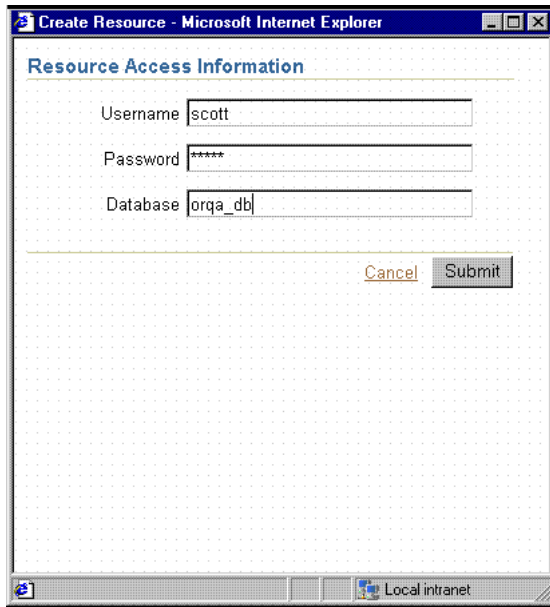 Create Resource - Microsoft Internet Explorer
Resource Access Information
Username scott
Password *****
Database orqa_db
Cancel Submit
Local intranet